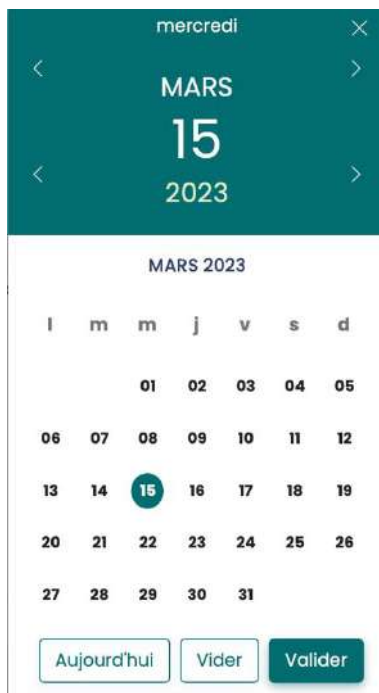 mercredi
MARS
15
2023
MARS 2023
l m m j v s d
01 02 03 04 05
06 07 08 09 10 11 12
13 14 15 16 17 18 19
20 21 22 23 24 25 26
27 28 29 30 31
Aujourd'hui Vider Valider